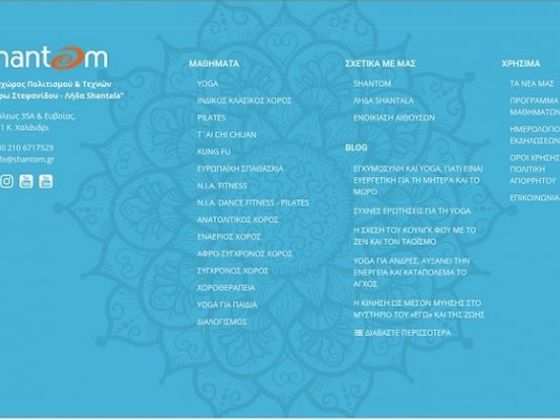 hantom
χώρος Πολιτισμού & Τεχνών
ρω Στεφανίδου - Λήδα Shantala"
λεως 35Α & Ευβοίας,
1 Κ. Χαλάνδρι
0 210 6717529
fo@shantom.gr
ΜΑΘΗΜΑΤΑ
YOGA
ΙΝΔΙΚΟΣ ΚΛΑΣΙΚΟΣ ΧΟΡΟΣ
PILATES
T΄AI CHI CHUAN
KUNG FU
ΕΥΡΩΠΑΪΚΗ ΣΠΑΘΑΣΚΙΑ
N.I.A. FITNESS
N.I.A. DANCE FITNESS - PILATES
ΑΝΑΤΟΛΙΤΙΚΟΣ ΧΟΡΟΣ
ΕΝΑΕΡΙΟΣ ΧΟΡΟΣ
ΑΦΡΟ-ΣΥΓΧΡΟΝΟΣ ΧΟΡΟΣ
ΣΥΓΧΡΟΝΟΣ ΧΟΡΟΣ
ΧΟΡΟΘΕΡΑΠΕΙΑ
YOGA ΓΙΑ ΠΑΙΔΙΑ
ΔΙΑΛΟΓΙΣΜΟΣ
ΣΧΕΤΙΚΑ ΜΕ ΜΑΣ
SHANTOM
ΛΗΔΑ SHANTALA
ΕΝΟΙΚΙΑΣΗ ΑΙΘΟΥΣΩΝ
BLOG
ΕΓΚΥΜΟΣΥΝΗ ΚΑΙ YOGA, ΓΙΑΤΙ ΕΙΝΑΙ
ΕΥΕΡΓΕΤΙΚΗ ΓΙΑ ΤΗ ΜΗΤΕΡΑ ΚΑΙ ΤΟ
ΜΩΡΟ
ΣΥΧΝΕΣ ΕΡΩΤΗΣΕΙΣ ΓΙΑ ΤΗ YOGA
Η ΣΧΕΣΗ ΤΟΥ ΚΟΥΝΓΚ ΦΟΥ ΜΕ ΤΟ
ΖΕΝ ΚΑΙ ΤΟΝ ΤΑΟΪΣΜΟ
YOGA ΓΙΑ ΑΝΔΡΕΣ, ΑΥΞΑΝΕΙ ΤΗΝ
ΕΝΕΡΓΕΙΑ ΚΑΙ ΚΑΤΑΠΟΛΕΜΑ ΤΟ
ΑΓΧΟΣ
Η ΚΙΝΗΣΗ ΩΣ ΜΕΣΟΝ ΜΥΗΣΗΣ ΣΤΟ
ΜΥΣΤΗΡΙΟ ΤΟΥ «ΕΓΩ» ΚΑΙ ΤΗΣ ΖΩΗΣ
ΔΙΑΒΑΣΤΕ ΠΕΡΙΣΣΟΤΕΡΑ
ΧΡΗΣΙΜΑ
ΤΑ ΝΕΑ ΜΑΣ
ΠΡΟΓΡΑΜΜΑ
ΜΑΘΗΜΑΤΩΝ
ΗΜΕΡΟΛΟΓΙΟ
ΕΚΔΗΛΩΣΕΩΝ
ΟΡΟΙ ΧΡΗΣΗΣ
ΠΟΛΙΤΙΚΗ
ΑΠΟΡΡΗΤΟΥ
ΕΠΙΚΟΙΝΩΝΙΑ